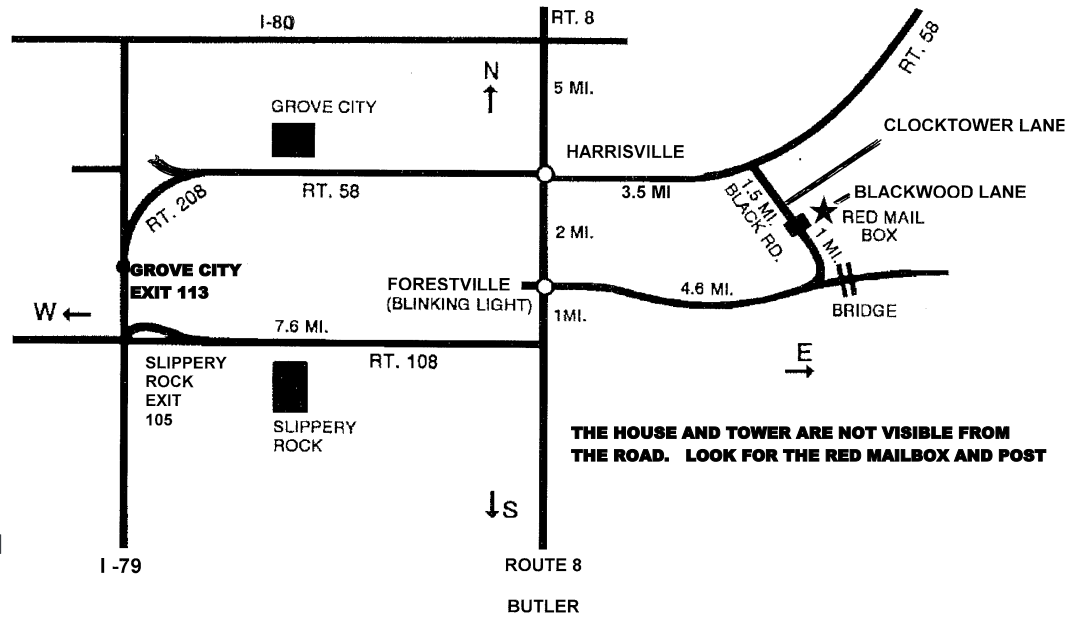 I-80
RT. 8
N
5 MI.
RT. 58
GROVE CITY
CLOCKTOWER LANE
HARRISVILLE
RT. 208
RT. 58
3.5 MI
1.5 MI.
BLACK RD.
BLACKWOOD LANE
RED MAIL
BOX
2 MI.
1 MI.
GROVE CITY
EXIT 113
FORESTVILLE
(BLINKING LIGHT)
4.6 MI.
BRIDGE
W
7.6 MI.
1MI.
RT. 108
E
SLIPPERY
ROCK
EXIT
105
SLIPPERY
ROCK
THE HOUSE AND TOWER ARE NOT VISIBLE FROM
THE ROAD. LOOK FOR THE RED MAILBOX AND POST
S
I -79
ROUTE 8
BUTLER